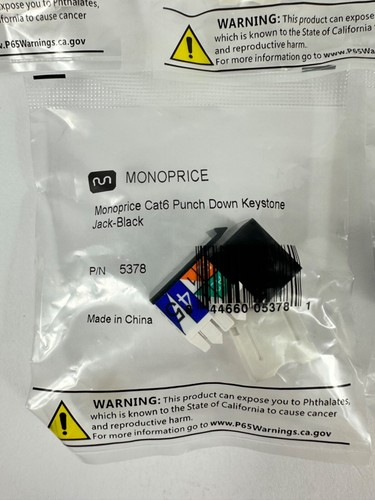 xpose you to Phthalates,
ifornia to cause cancer
w.P65Warnings.ca.gov
WARNING: This product can expose
which is known to the State of California
and reproductive harm.
For more information go to www.P65W
MONOPRICE
Monoprice Cat6 Punch Down Keystone
Jack-Black
P/N 5378
44660 05378 1
Made in China
WARNING: This product can expose you to Phthalates,
which is known to the State of California to cause cancer
and reproductive harm.
For more information go to www.P65Warnings.ca.gov